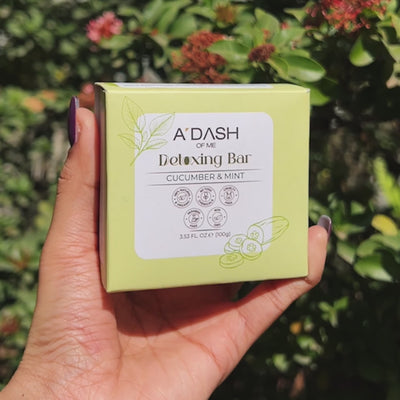 A'DASH
OF ME
Detoxing Bar
CUCUMBER & MINT
3.53 FL. OZ ℮ (100g)